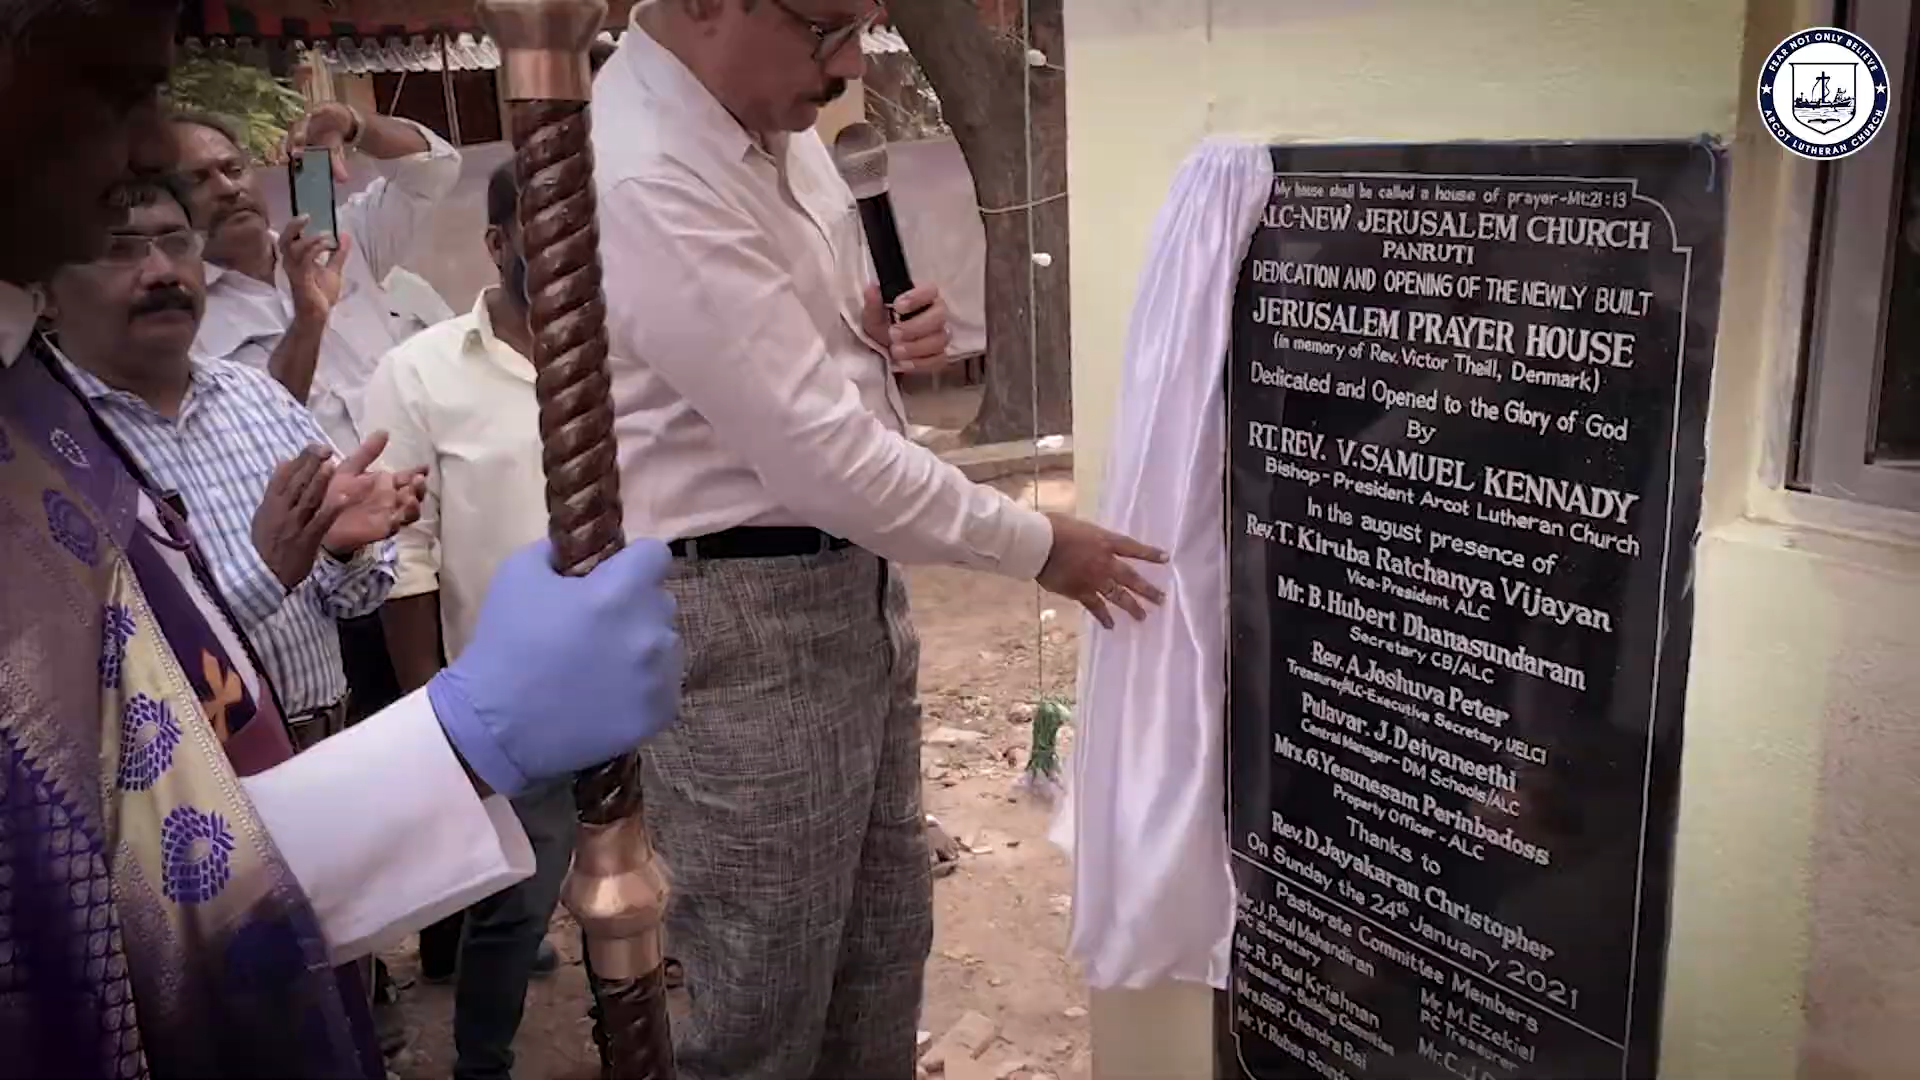 FEAR NOT ONLY BELIEVE
ARCOT LUTHERAN CHURCH
My house shall be called a house of prayer-Mt:21:13
ALC-NEW JERUSALEM CHURCH
PANRUTI
DEDICATION AND OPENING OF THE NEWLY BUILT
JERUSALEM PRAYER HOUSE
(in memory of Rev. Victor Theill, Denmark)
Dedicated and Opened to the Glory of God
By
RT.REV. V.SAMUEL KENNADY
Bishop-President Arcot Lutheran Church
In the august presence of
Rev.T. Kiruba Ratchanya Vijayan
Vice-President ALC
Mr. B.Hubert Dhanasundaram
Secretary CB/ALC
Rev. A.Joshuva Peter
Treasurer/ALC-Executive Secretary UELCI
Pulavar. J.Deivaneethi
Central Manager-DM Schools/ALC
Mrs.G.Yesunesam Perinbadoss
Property Officer - ALC
Thanks to
Rev.D.Jayakaran Christopher
On Sunday the 24th January 2021
Pastorate Committee Members
Mr.J.Paul Mahendiran
PC Secretary
Mr.R.Paul Krishnan
Treasurer-Building Committee
Mr. M.Ezekiel
PC Treasurer
Chandra Bai
Mr.Y.Ruban
Mr.C.J.